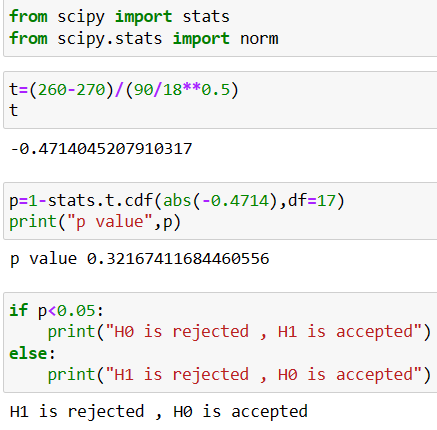 from scipy import stats
from scipy.stats import norm
t=(260-270)/(90/18**0.5)
t
-0.4714045207910317
p=1-stats.t.cdf(abs(-0.4714),df=17)
print("p value",p)
p value 0.32167411684460556
if p<0.05:
    print("H0 is rejected , H1 is accepted")
else:
    print("H1 is rejected , H0 is accepted")
H1 is rejected , H0 is accepted